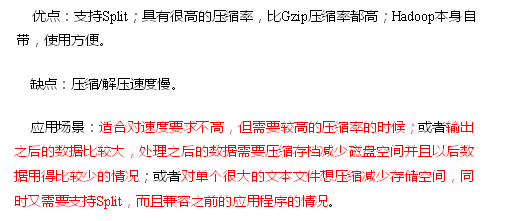 优点：支持Split；具有很高的压缩率，比Gzip压缩率都高；Hadoop本身自
带，使用方便。
缺点：压缩/解压速度慢。
应用场景：适合对速度要求不高，但需要较高的压缩率的时候；或者输出
之后的数据比较大，处理之后的数据需要压缩存档减少磁盘空间并且以后数
据用得比较少的情况；或者对单个很大的文本文件想压缩减少存储空间，同
时又需要支持Split，而且兼容之前的应用程序的情况。